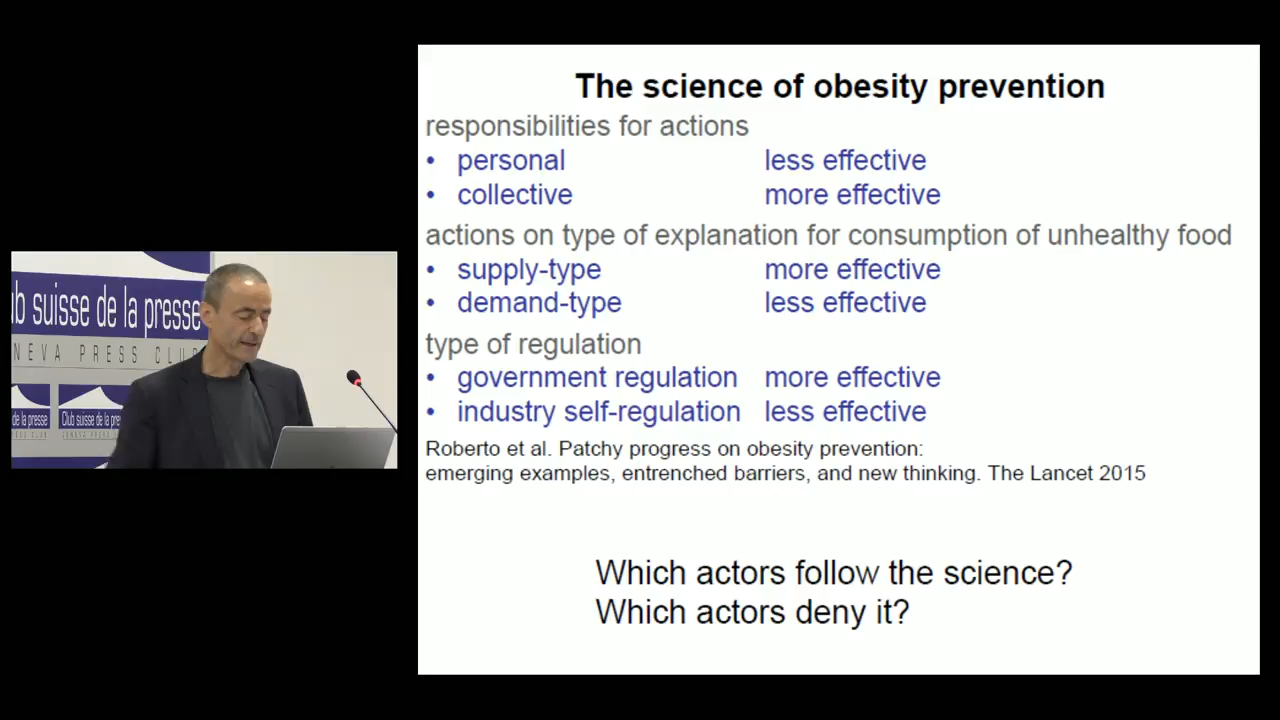 The science of obesity prevention
responsibilities for actions
• personal less effective
• collective more effective
actions on type of explanation for consumption of unhealthy food
• supply-type more effective
• demand-type less effective
type of regulation
• government regulation more effective
• industry self-regulation less effective
Roberto et al. Patchy progress on obesity prevention:
emerging examples, entrenched barriers, and new thinking. The Lancet 2015
Which actors follow the science?
Which actors deny it?
suisse de la presse
PRESS
de la presse
Club suisse de la